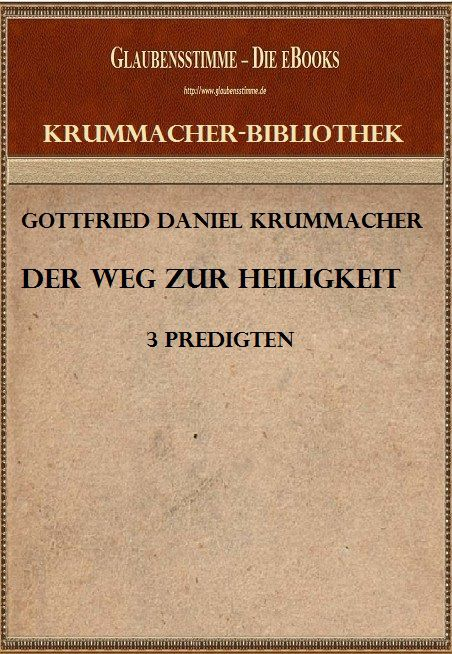 Glaubensstimme – Die eBooks
http://www.glaubensstimme.de
Krummacher-Bibliothek
Gottfried Daniel Krummacher
Der Weg zur Heiligkeit
3 Predigten